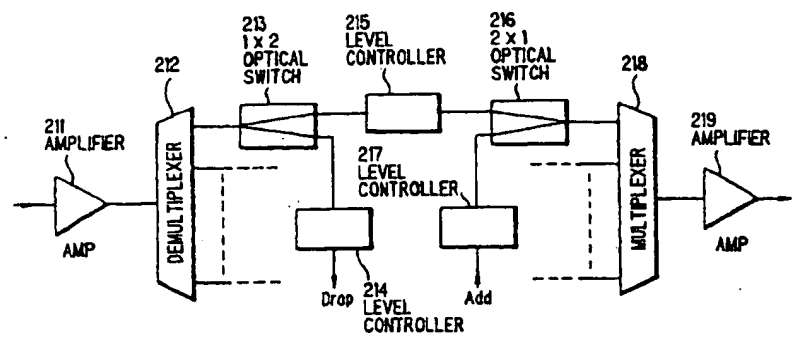 213
1 x 2
OPTICAL
SWITCH
215
LEVEL
CONTROLLER
216
2 x 1
OPTICAL
SWITCH
212
218
211
AMPLIFIER
219 AMPLIFIER
217
LEVEL
CONTROLLER
DEMULTIPLEXER
MULTIPLEXER
AMP
AMP
Drop
Add
214
LEVEL
CONTROLLER